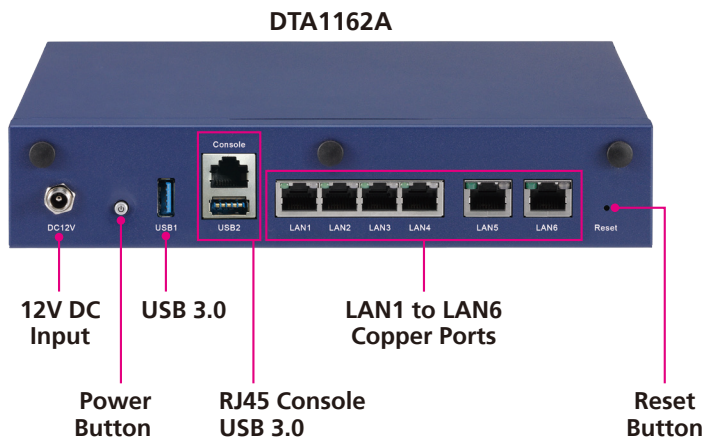 DTA1162A
Console
DC12V
USB1
USB2
LAN1
LAN2
LAN3
LAN4
LAN5
LAN6
Reset
12V DC
Input
USB 3.0
LAN1 to LAN6
Copper Ports
Power
Button
RJ45 Console
USB 3.0
Reset
Button